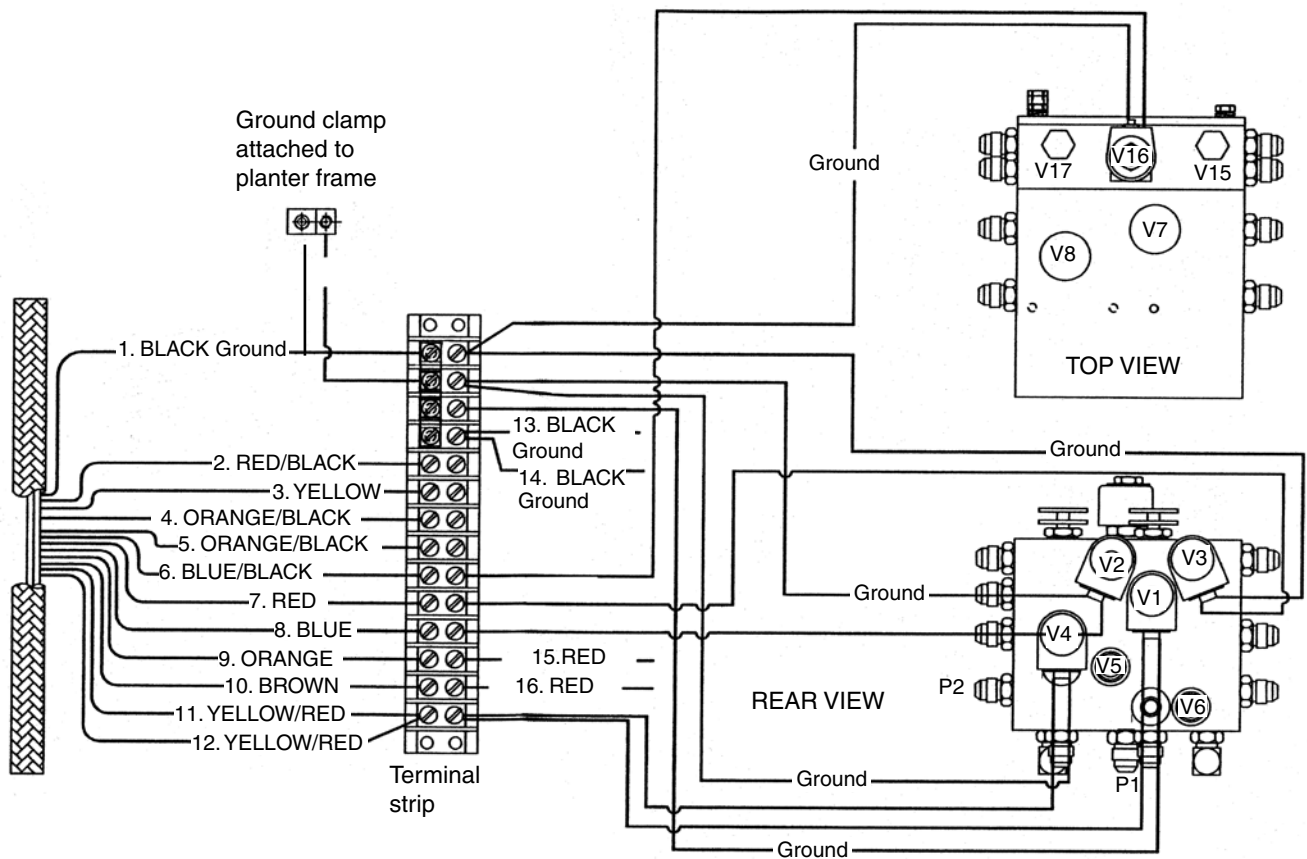 Ground clamp
attached to
planter frame
Ground
V17
V16
V15
V8
V7
TOP VIEW
1. BLACK Ground
13. BLACK
Ground
14. BLACK
Ground
2. RED/BLACK
3. YELLOW
4. ORANGE/BLACK
5. ORANGE/BLACK
6. BLUE/BLACK
7. RED
8. BLUE
9. ORANGE
10. BROWN
11. YELLOW/RED
12. YELLOW/RED
15.RED
16. RED
Terminal
strip
Ground
Ground
V2
V3
V1
V4
V5
V6
P2
REAR VIEW
P1
Ground
Ground